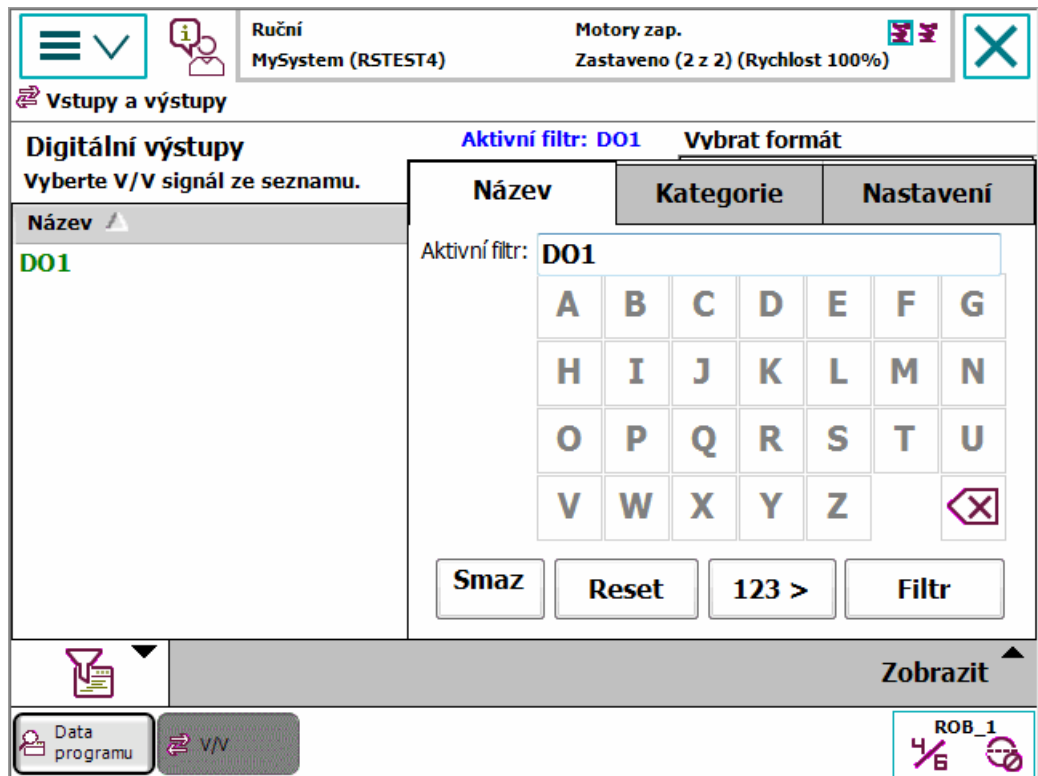 Ruční
MySystem (RSTEST4)
Motory zap.
Zastaveno (2 z 2) (Rychlost 100%)
Vstupy a výstupy
Digitální výstupy
Aktivní filtr: DO1
Vybrat formát
Vyberte V/V signál ze seznamu.
Název
DO1
Název
Kategorie
Nastavení
Aktivní filtr:
DO1
A B C D E F G
H I J K L M N
O P Q R S T U
V W X Y Z
Smaz
Reset
123 >
Filtr
Zobrazit
Data
programu
V/V
ROB_1
4/6